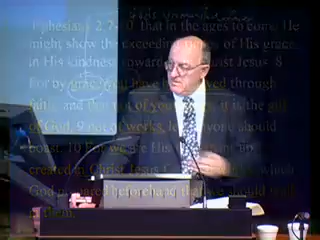 Ephesians 2:7-10 that in the ages to come, He
might show the exceeding of His grace
in His kindness toward Christ Jesus. 8
For by grace you have been saved through
faith, and that not of yourselves; it is the gift
of God, 9 not of works, lest anyone should
boast. 10 For we are His
created in Christ Jesus which
God prepared beforehand that we should walk
in them.